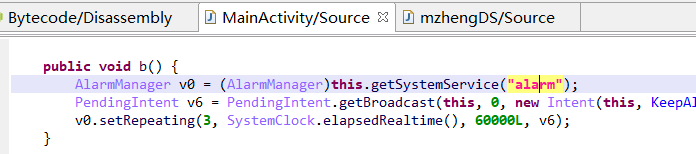 Bytecode/Disassembly MainActivity/Source mzhengDS/Source
public void b() {
AlarmManager v0 = (AlarmManager)this.getSystemService("alarm");
PendingIntent v6 = PendingIntent.getBroadcast(this, 0, new Intent(this, KeepAl
v0.setRepeating(3, SystemClock.elapsedRealtime(), 60000L, v6);
}